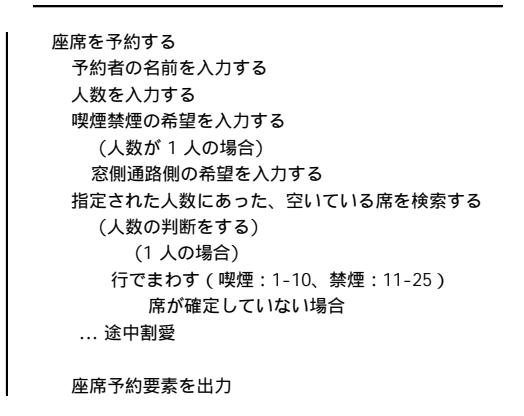 座席を予約する
予約者の名前を入力する
人数を入力する
喫煙禁煙の希望を入力する
(人数が 1 人の場合)
窓側通路側の希望を入力する
指定された人数にあった、空いている席を検索する
(人数の判断をする)
(1 人の場合)
行でまわす ( 喫煙 : 1-10、禁煙 : 11-25 )
席が確定していない場合
... 途中割愛
座席予約要素を出力